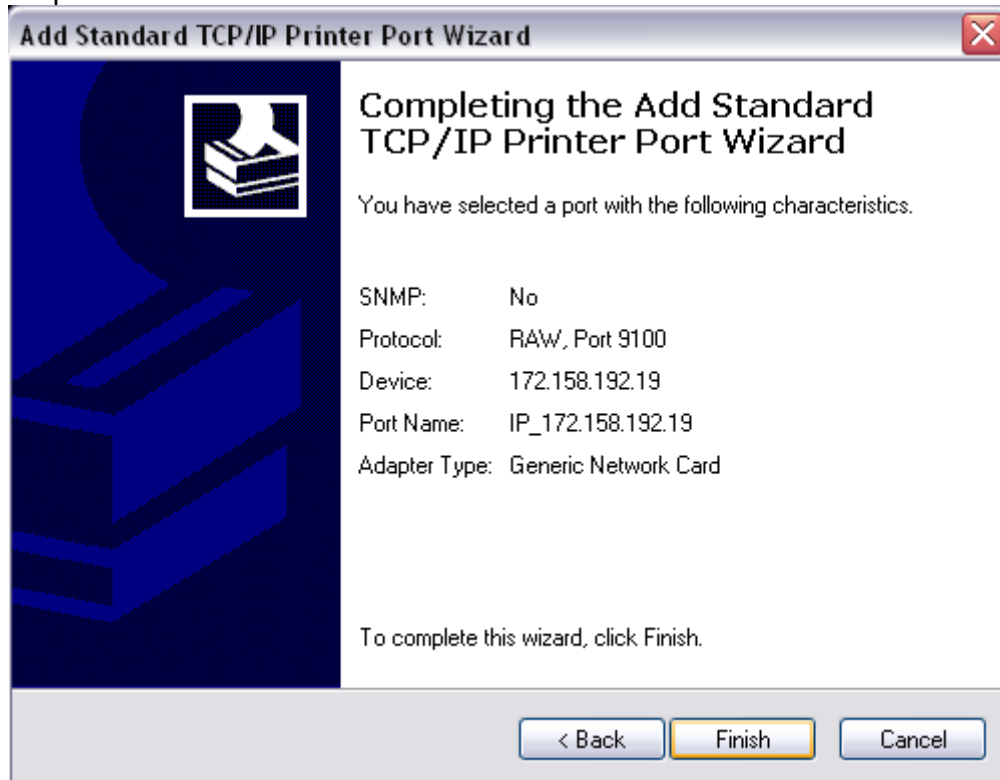 Add Standard TCP/IP Printer Port Wizard
Completing the Add Standard
TCP/IP Printer Port Wizard
You have selected a port with the following characteristics.
SNMP: No
Protocol: RAW, Port 9100
Device: 172.158.192.19
Port Name: IP_172.158.192.19
Adapter Type: Generic Network Card
To complete this wizard, click Finish.
< Back Finish Cancel